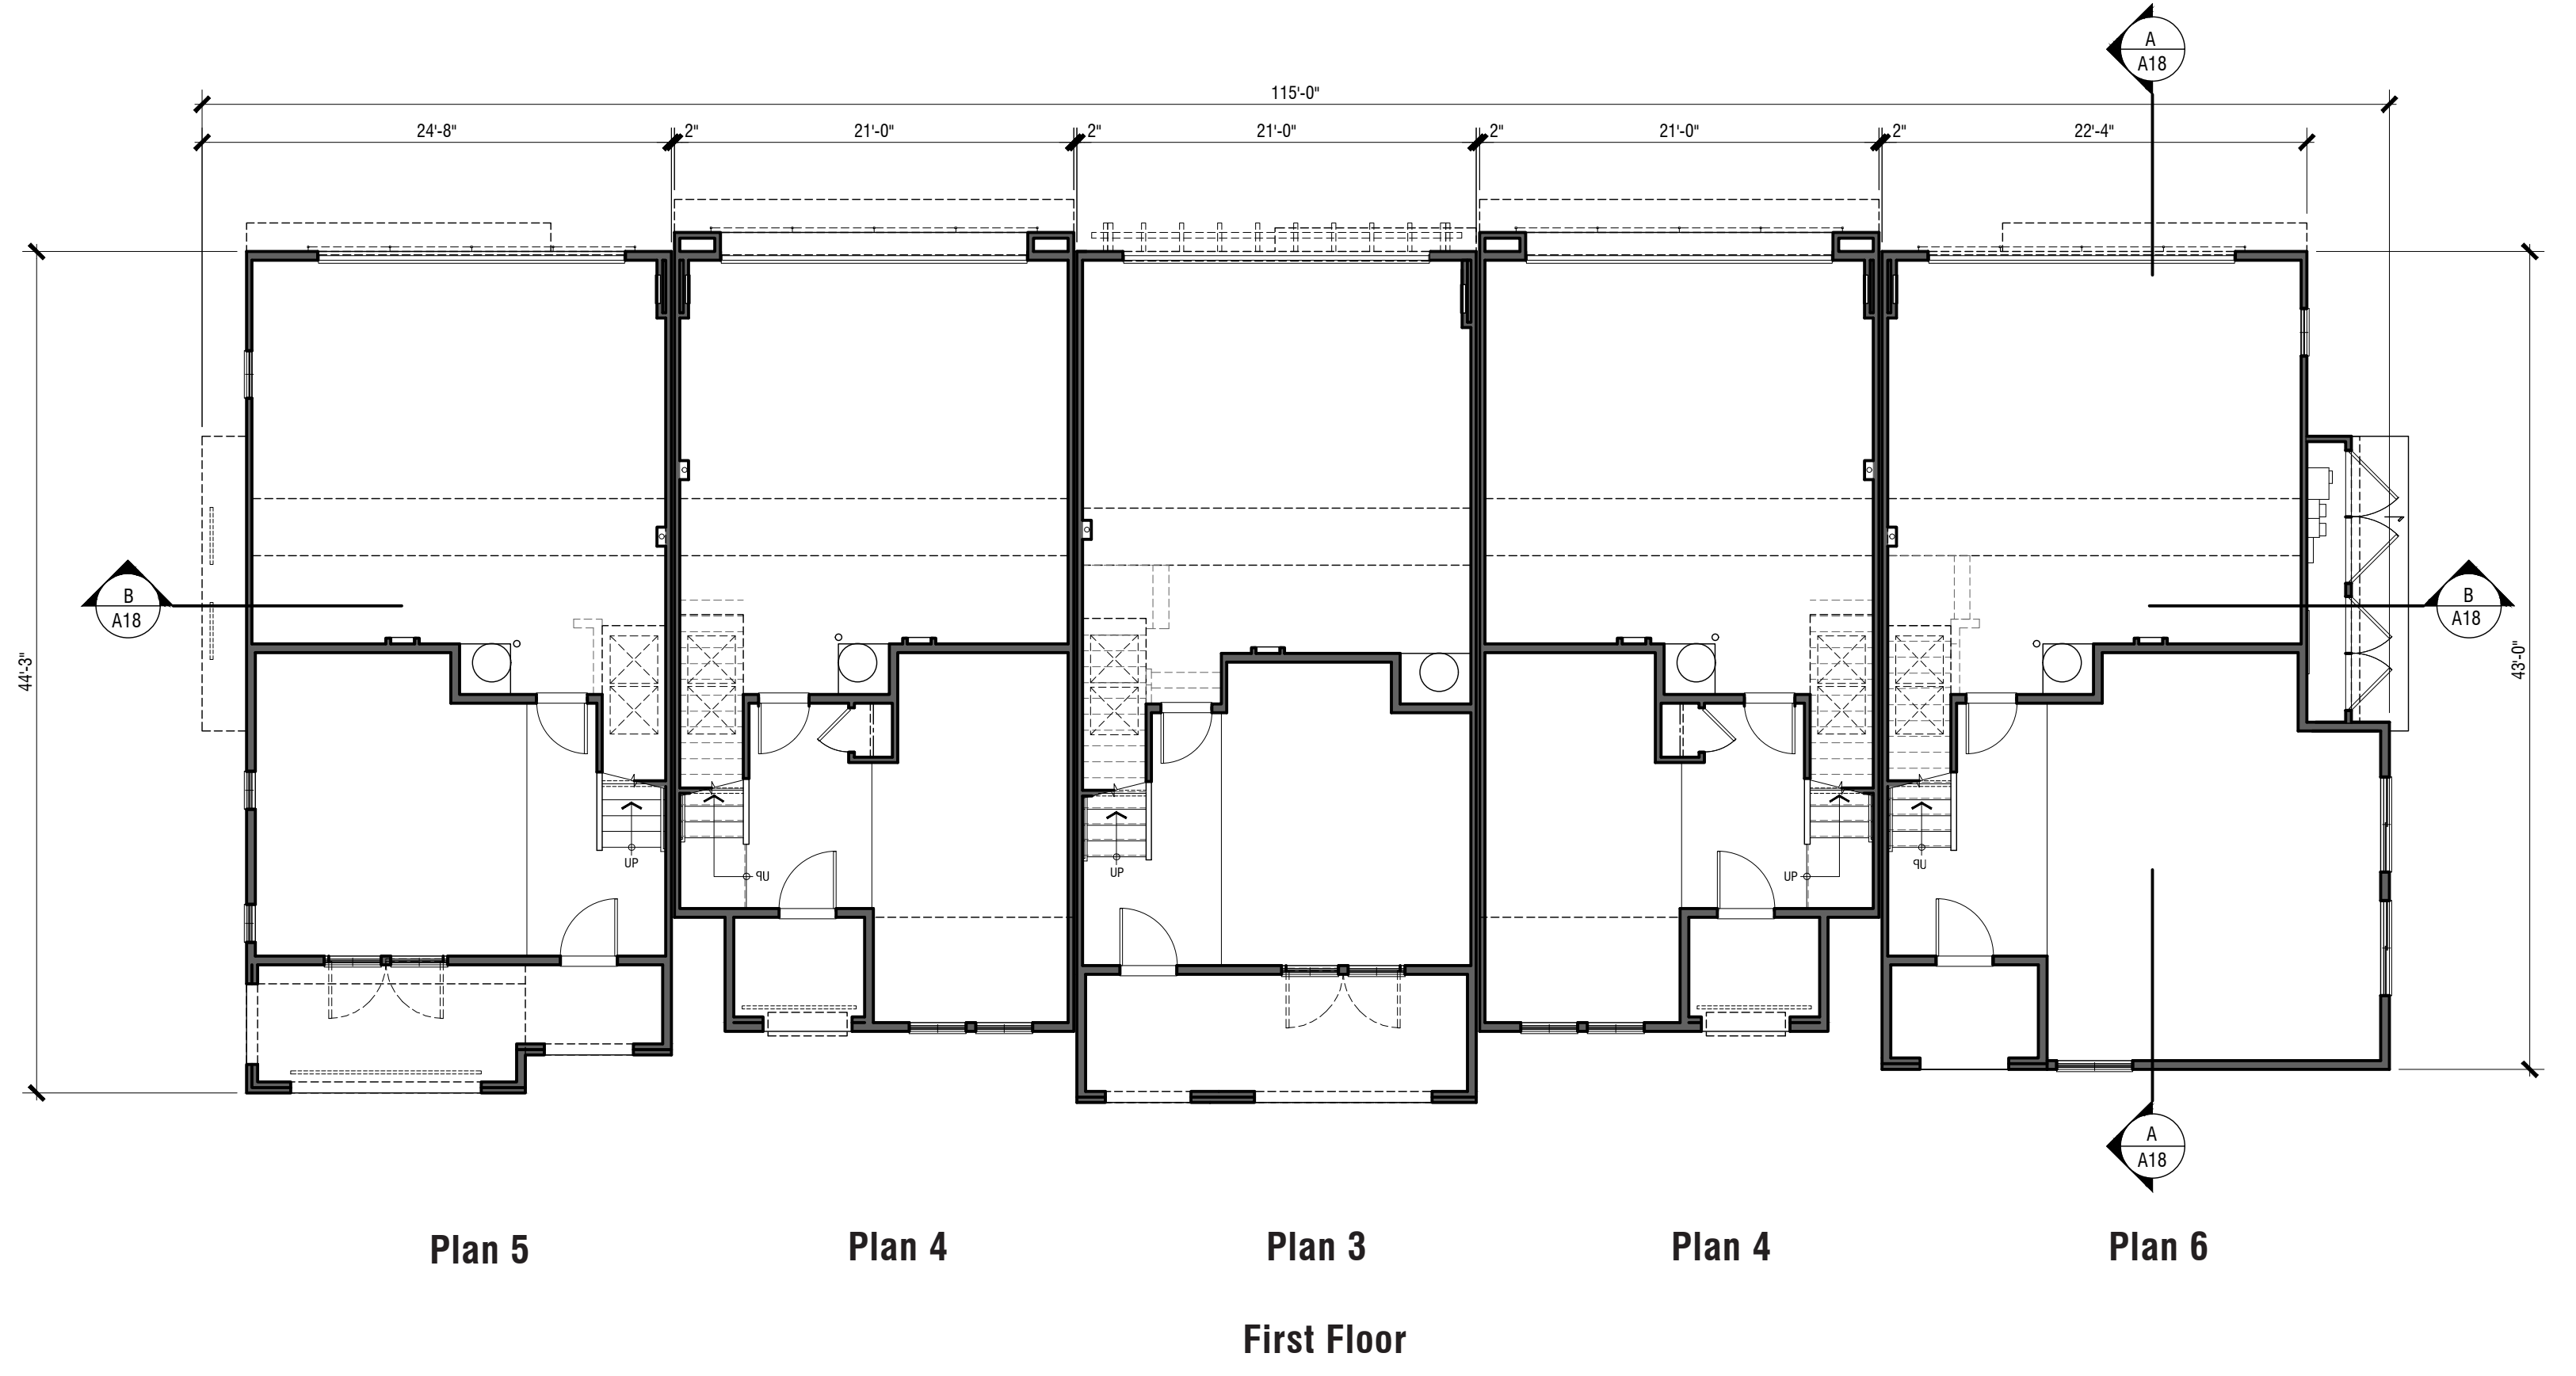 A
A18
115'-0"
24'-8"
2"
21'-0"
2"
21'-0"
2"
21'-0"
2"
22'-4"
B
A18
B
A18
44'-3"
43'-0"
UP
UP
UP
UP
UP
A
A18
Plan 5
Plan 4
Plan 3
Plan 4
Plan 6
First Floor